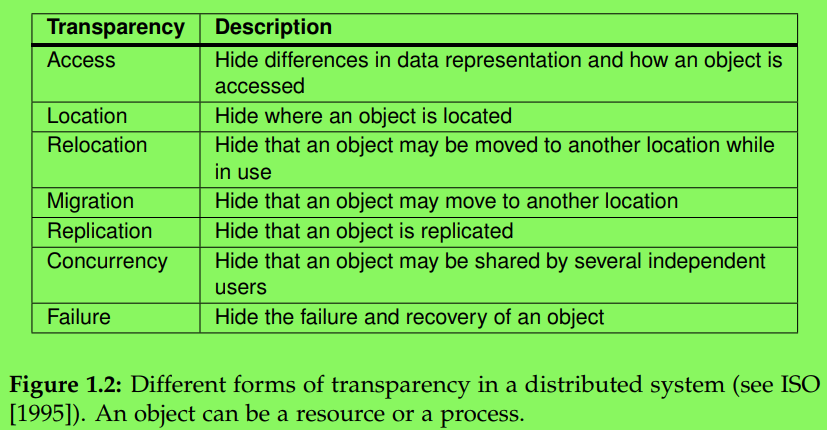 Transparency Description
Access Hide differences in data representation and how an object is
accessed
Location Hide where an object is located
Relocation Hide that an object may be moved to another location while
in use
Migration Hide that an object may move to another location
Replication Hide that an object is replicated
Concurrency Hide that an object may be shared by several independent
users
Failure Hide the failure and recovery of an object
Figure 1.2: Different forms of transparency in a distributed system (see ISO
[1995]). An object can be a resource or a process.